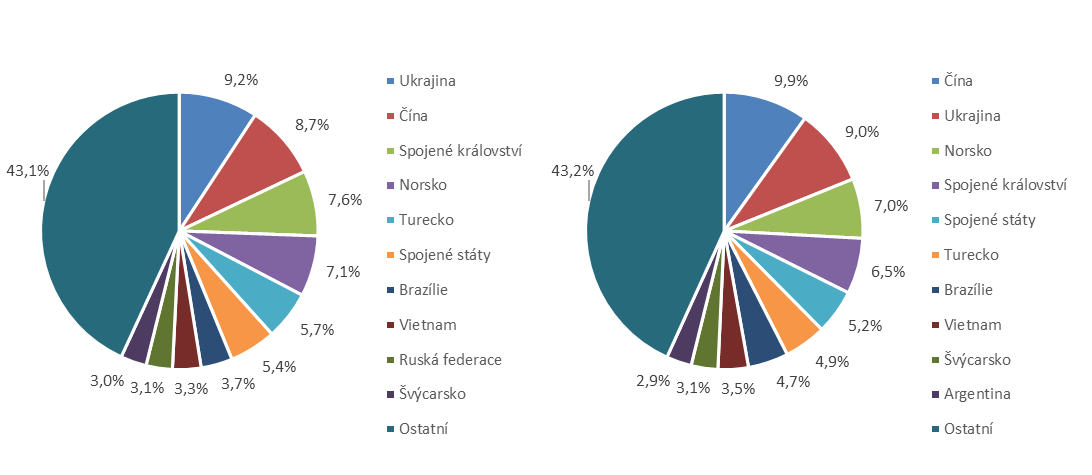 9,2%
8,7%
7,6%
7,1%
5,7%
5,4%
3,7%
3,3%
3,1%
3,0%
43,1%
Ukrajina
Čína
Spojené království
Norsko
Turecko
Spojené státy
Brazílie
Vietnam
Ruská federace
Švýcarsko
Ostatní
9,9%
9,0%
7,0%
6,5%
5,2%
4,9%
4,7%
3,5%
3,1%
2,9%
43,2%
Čína
Ukrajina
Norsko
Spojené království
Spojené státy
Turecko
Brazílie
Vietnam
Švýcarsko
Argentina
Ostatní